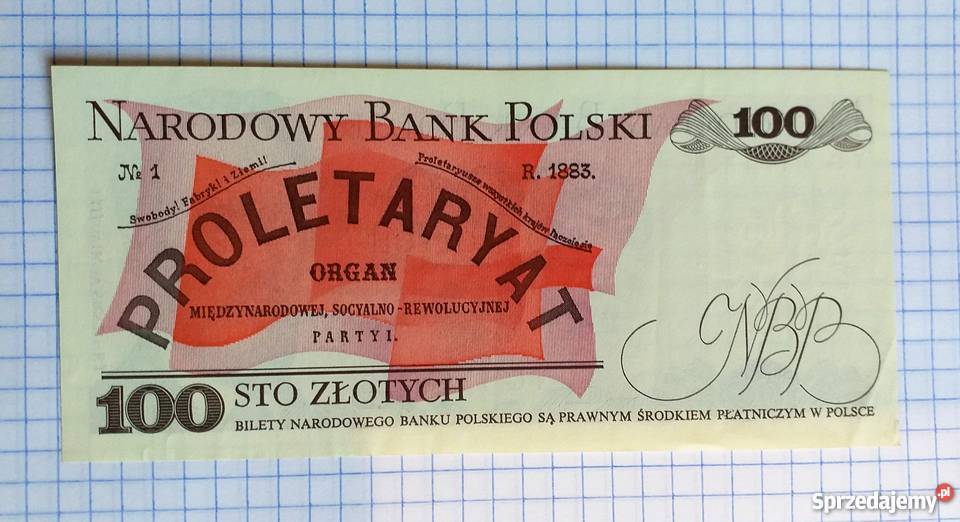 NARODOWY BANK POLSKI
100
№ 1
R. 1883.
Swobody! Fabryk! i Ziemi!
Proletaryusze wszystkich krajów łączcie się
PROLETARYAT
ORGAN
MIĘDZYNARODOWEJ, SOCYALNO-REWOLUCYJNEJ
PARTYI.
NBP
100 STO ZŁOTYCH
BILETY NARODOWEGO BANKU POLSKIEGO SĄ PRAWNYM ŚRODKIEM PŁATNICZYM W POLSCE
Sprzedajemy.pl